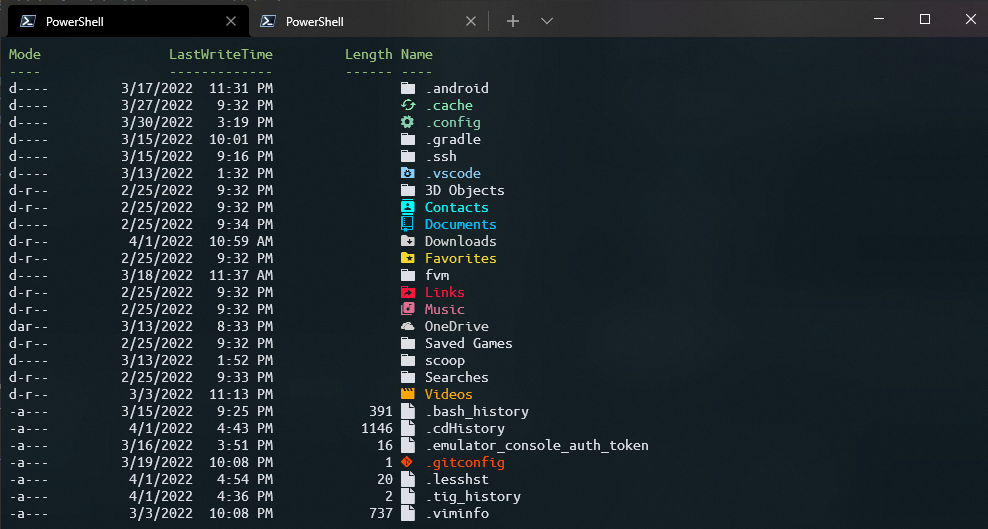 PowerShell PowerShell
Mode LastWriteTime Length Name
---- ------------- ------ ----
d---- 3/17/2022 11:31 PM .android
d---- 3/27/2022 9:32 PM .cache
d---- 3/30/2022 3:19 PM .config
d---- 3/15/2022 10:01 PM .gradle
d---- 3/15/2022 9:16 PM .ssh
d---- 3/13/2022 1:32 PM .vscode
d-r-- 2/25/2022 9:32 PM 3D Objects
d-r-- 2/25/2022 9:32 PM Contacts
d---- 2/25/2022 9:34 PM Documents
d-r-- 4/1/2022 10:59 AM Downloads
d-r-- 2/25/2022 9:32 PM Favorites
d---- 3/18/2022 11:37 AM fvm
d-r-- 2/25/2022 9:32 PM Links
d-r-- 2/25/2022 9:32 PM Music
dar-- 3/13/2022 8:33 PM OneDrive
d-r-- 2/25/2022 9:32 PM Saved Games
d---- 3/13/2022 1:52 PM scoop
d-r-- 2/25/2022 9:33 PM Searches
d-r-- 3/3/2022 11:13 PM Videos
-a--- 3/15/2022 9:25 PM 391 .bash_history
-a--- 4/1/2022 4:43 PM 1146 .cdHistory
-a--- 3/16/2022 3:51 PM 16 .emulator_console_auth_token
-a--- 3/19/2022 10:08 PM 1 .gitconfig
-a--- 4/1/2022 4:54 PM 20 .lesshst
-a--- 4/1/2022 4:36 PM 2 .tig_history
-a--- 3/3/2022 10:08 PM 737 .viminfo